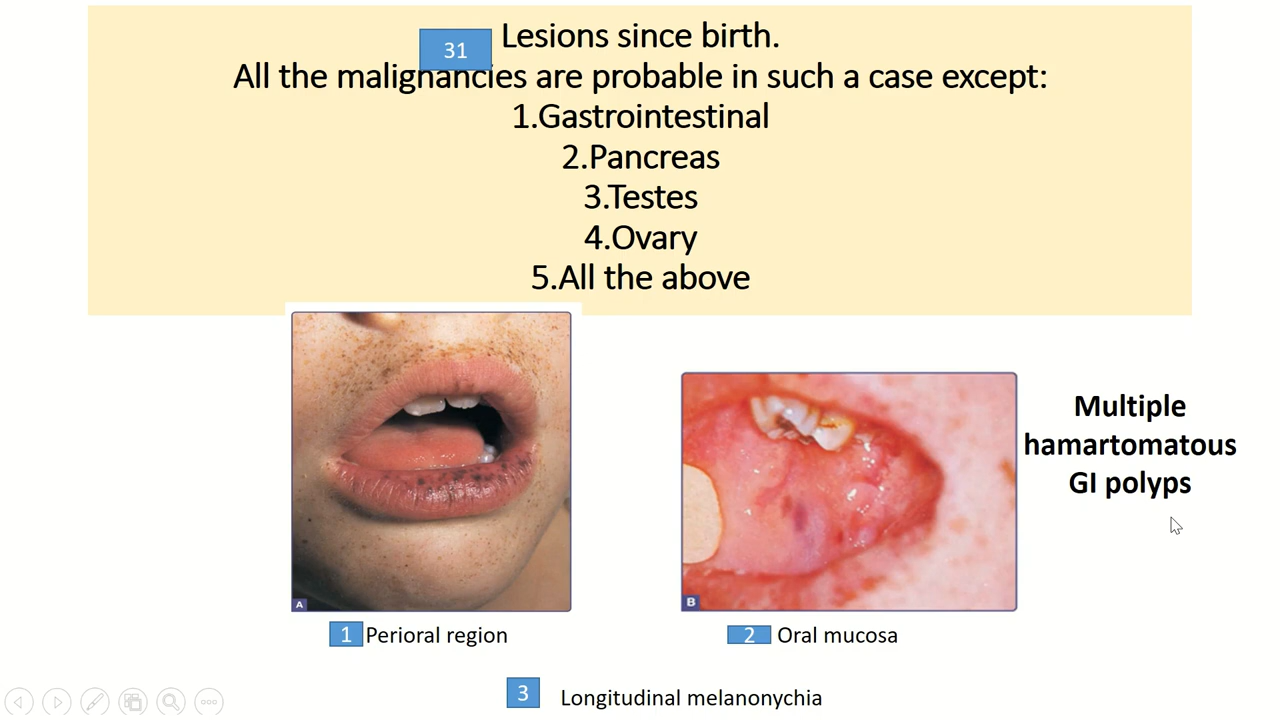 31
Lesions since birth.
All the malignancies are probable in such a case except:
1.Gastrointestinal
2.Pancreas
3.Testes
4.Ovary
5.All the above
A
B
Multiple
hamartomatous
GI polyps
1 Perioral region
2 Oral mucosa
3 Longitudinal melanonychia